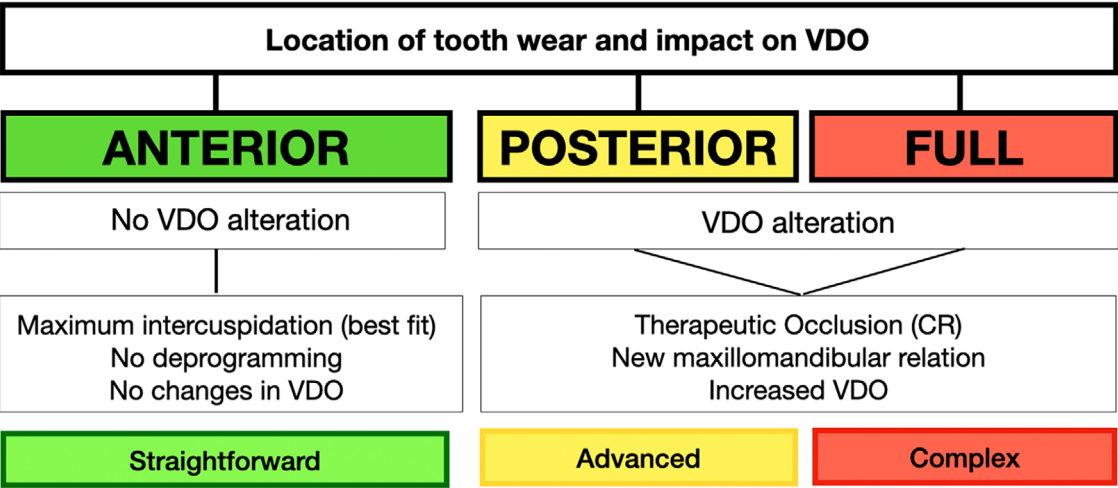 Location of tooth wear and impact on VDO
ANTERIOR
POSTERIOR
FULL
No VDO alteration
VDO alteration
Maximum intercuspidation (best fit)
No deprogramming
No changes in VDO
Therapeutic Occlusion (CR)
New maxillomandibular relation
Increased VDO
Straightforward
Advanced
Complex